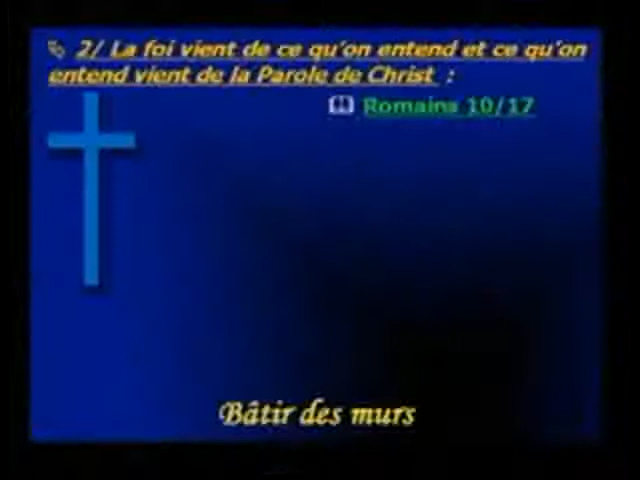 2/ La foi vient de ce qu'on entend et ce qu'on
entend vient de la Parole de Christ :
Romains 10/17
Bâtir des murs